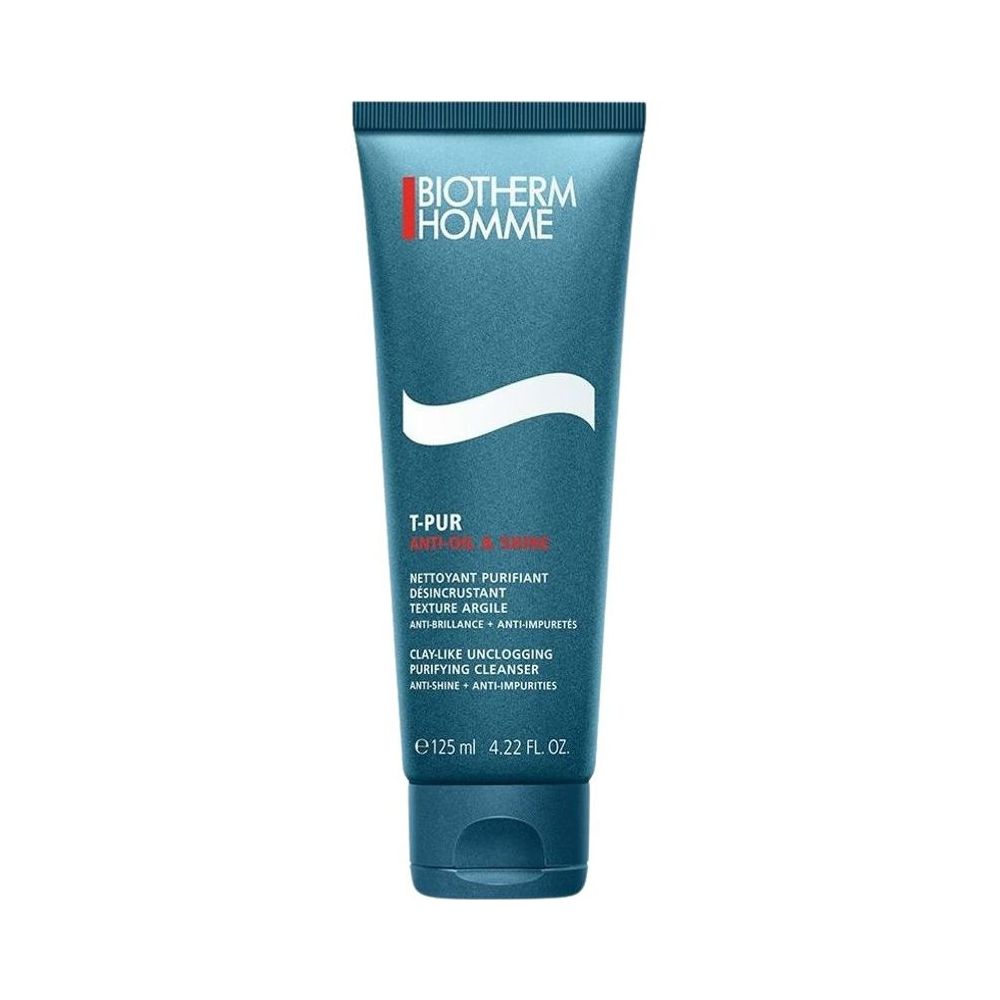 BIOTHERM
HOMME
T-PUR
ANTI-OIL & SHINE
NETTOYANT PURIFIANT
DÉSINCRUSTANT
TEXTURE ARGILE
ANTI-BRILLANCE + ANTI-IMPURETÉS
CLAY-LIKE UNCLOGGING
PURIFYING CLEANSER
ANTI-SHINE + ANTI-IMPURITIES
℮125 ml 4.22 FL. OZ.